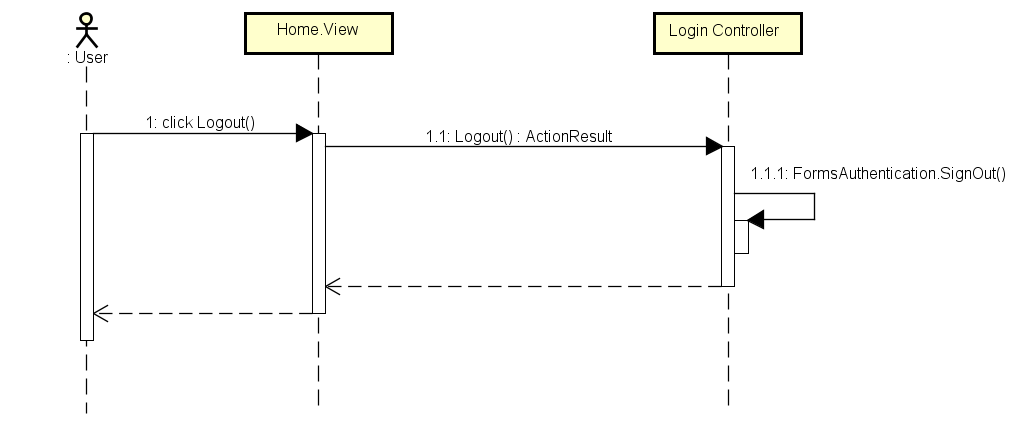 : User
Home.View
Login Controller
1: click Logout()
1.1: Logout() : ActionResult
1.1.1: FormsAuthentication.SignOut()